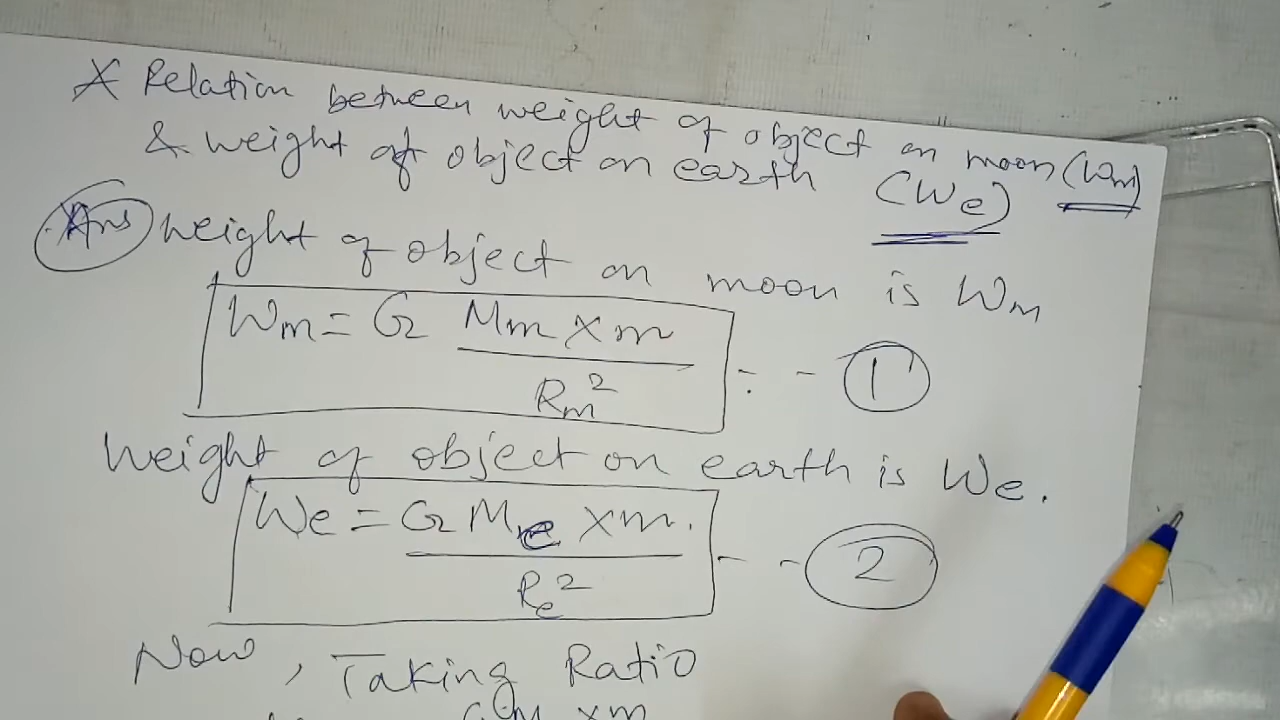 X Relation between weight of object on moon (Wm)
& weight of object on earth (We)
Ans weight of object on moon is Wm
Wm = G Mm x m / Rm² - - 1
Weight of object on earth is We.
We = G Me x m. / Re² - - 2
Now, Taking Ratio